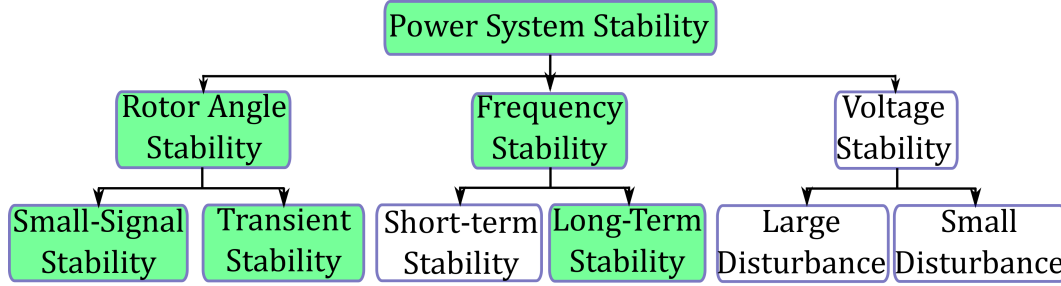 Power System Stability
Rotor Angle
Stability
Frequency
Stability
Voltage
Stability
Small-Signal
Stability
Transient
Stability
Short-term
Stability
Long-Term
Stability
Large
Disturbance
Small
Disturbance